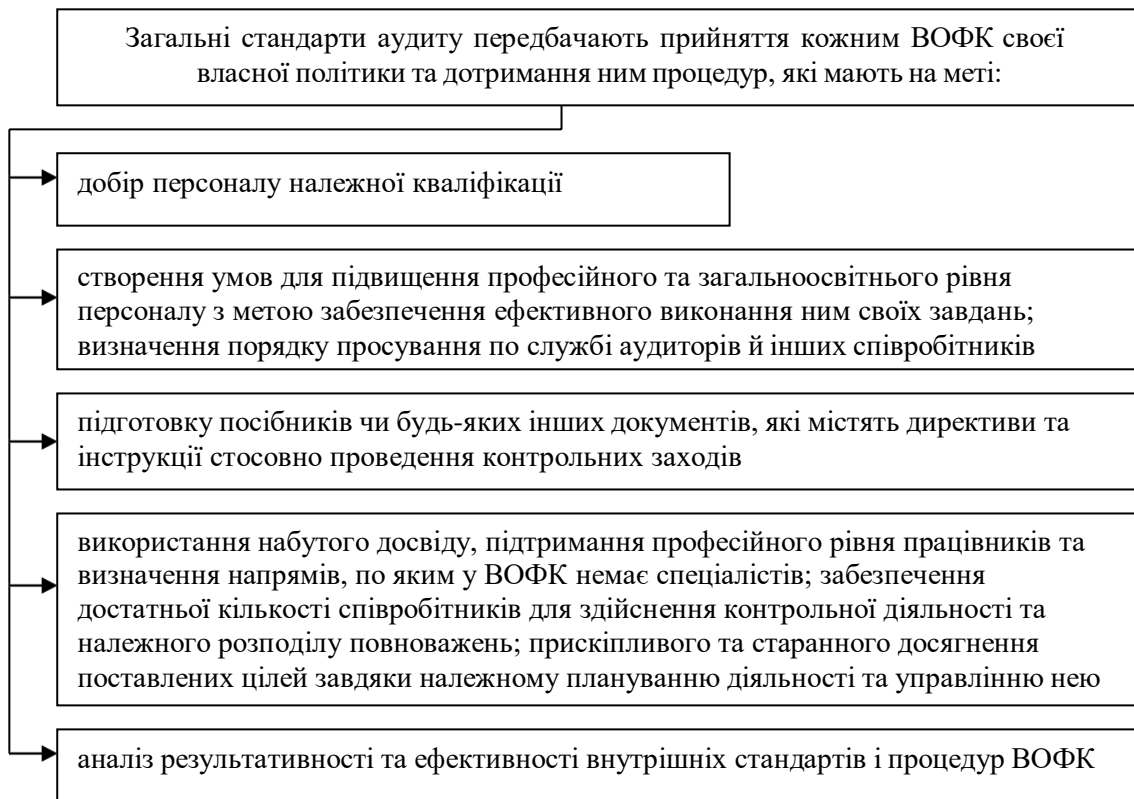 Загальні стандарти аудиту передбачають прийняття кожним ВОФК своєї
власної політики та дотримання ним процедур, які мають на меті:
добір персоналу належної кваліфікації
створення умов для підвищення професійного та загальноосвітнього рівня
персоналу з метою забезпечення ефективного виконання ним своїх завдань;
визначення порядку просування по службі аудиторів й інших співробітників
підготовку посібників чи будь-яких інших документів, які містять директиви та
інструкції стосовно проведення контрольних заходів
використання набутого досвіду, підтримання професійного рівня працівників та
визначення напрямів, по яким у ВОФК немає спеціалістів; забезпечення
достатньої кількості співробітників для здійснення контрольної діяльності та
належного розподілу повноважень; прискіпливого та старанного досягнення
поставлених цілей завдяки належному плануванню діяльності та управлінню нею
аналіз результативності та ефективності внутрішніх стандартів і процедур ВОФК